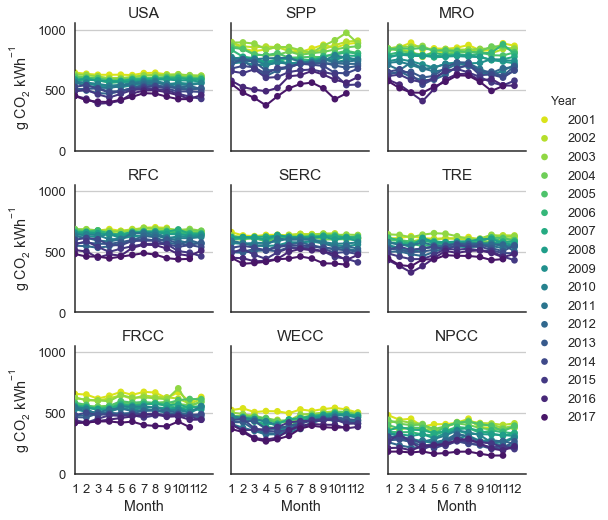 USA SPP MRO
1000
500
0
g CO₂ kWh⁻¹
RFC SERC TRE
1000
500
0
g CO₂ kWh⁻¹
FRCC WECC NPCC
1000
500
0
g CO₂ kWh⁻¹
1 2 3 4 5 6 7 8 9 10 11 12 1 2 3 4 5 6 7 8 9 10 11 12 1 2 3 4 5 6 7 8 9 10 11 12
Month Month Month
Year
2001
2002
2003
2004
2005
2006
2007
2008
2009
2010
2011
2012
2013
2014
2015
2016
2017